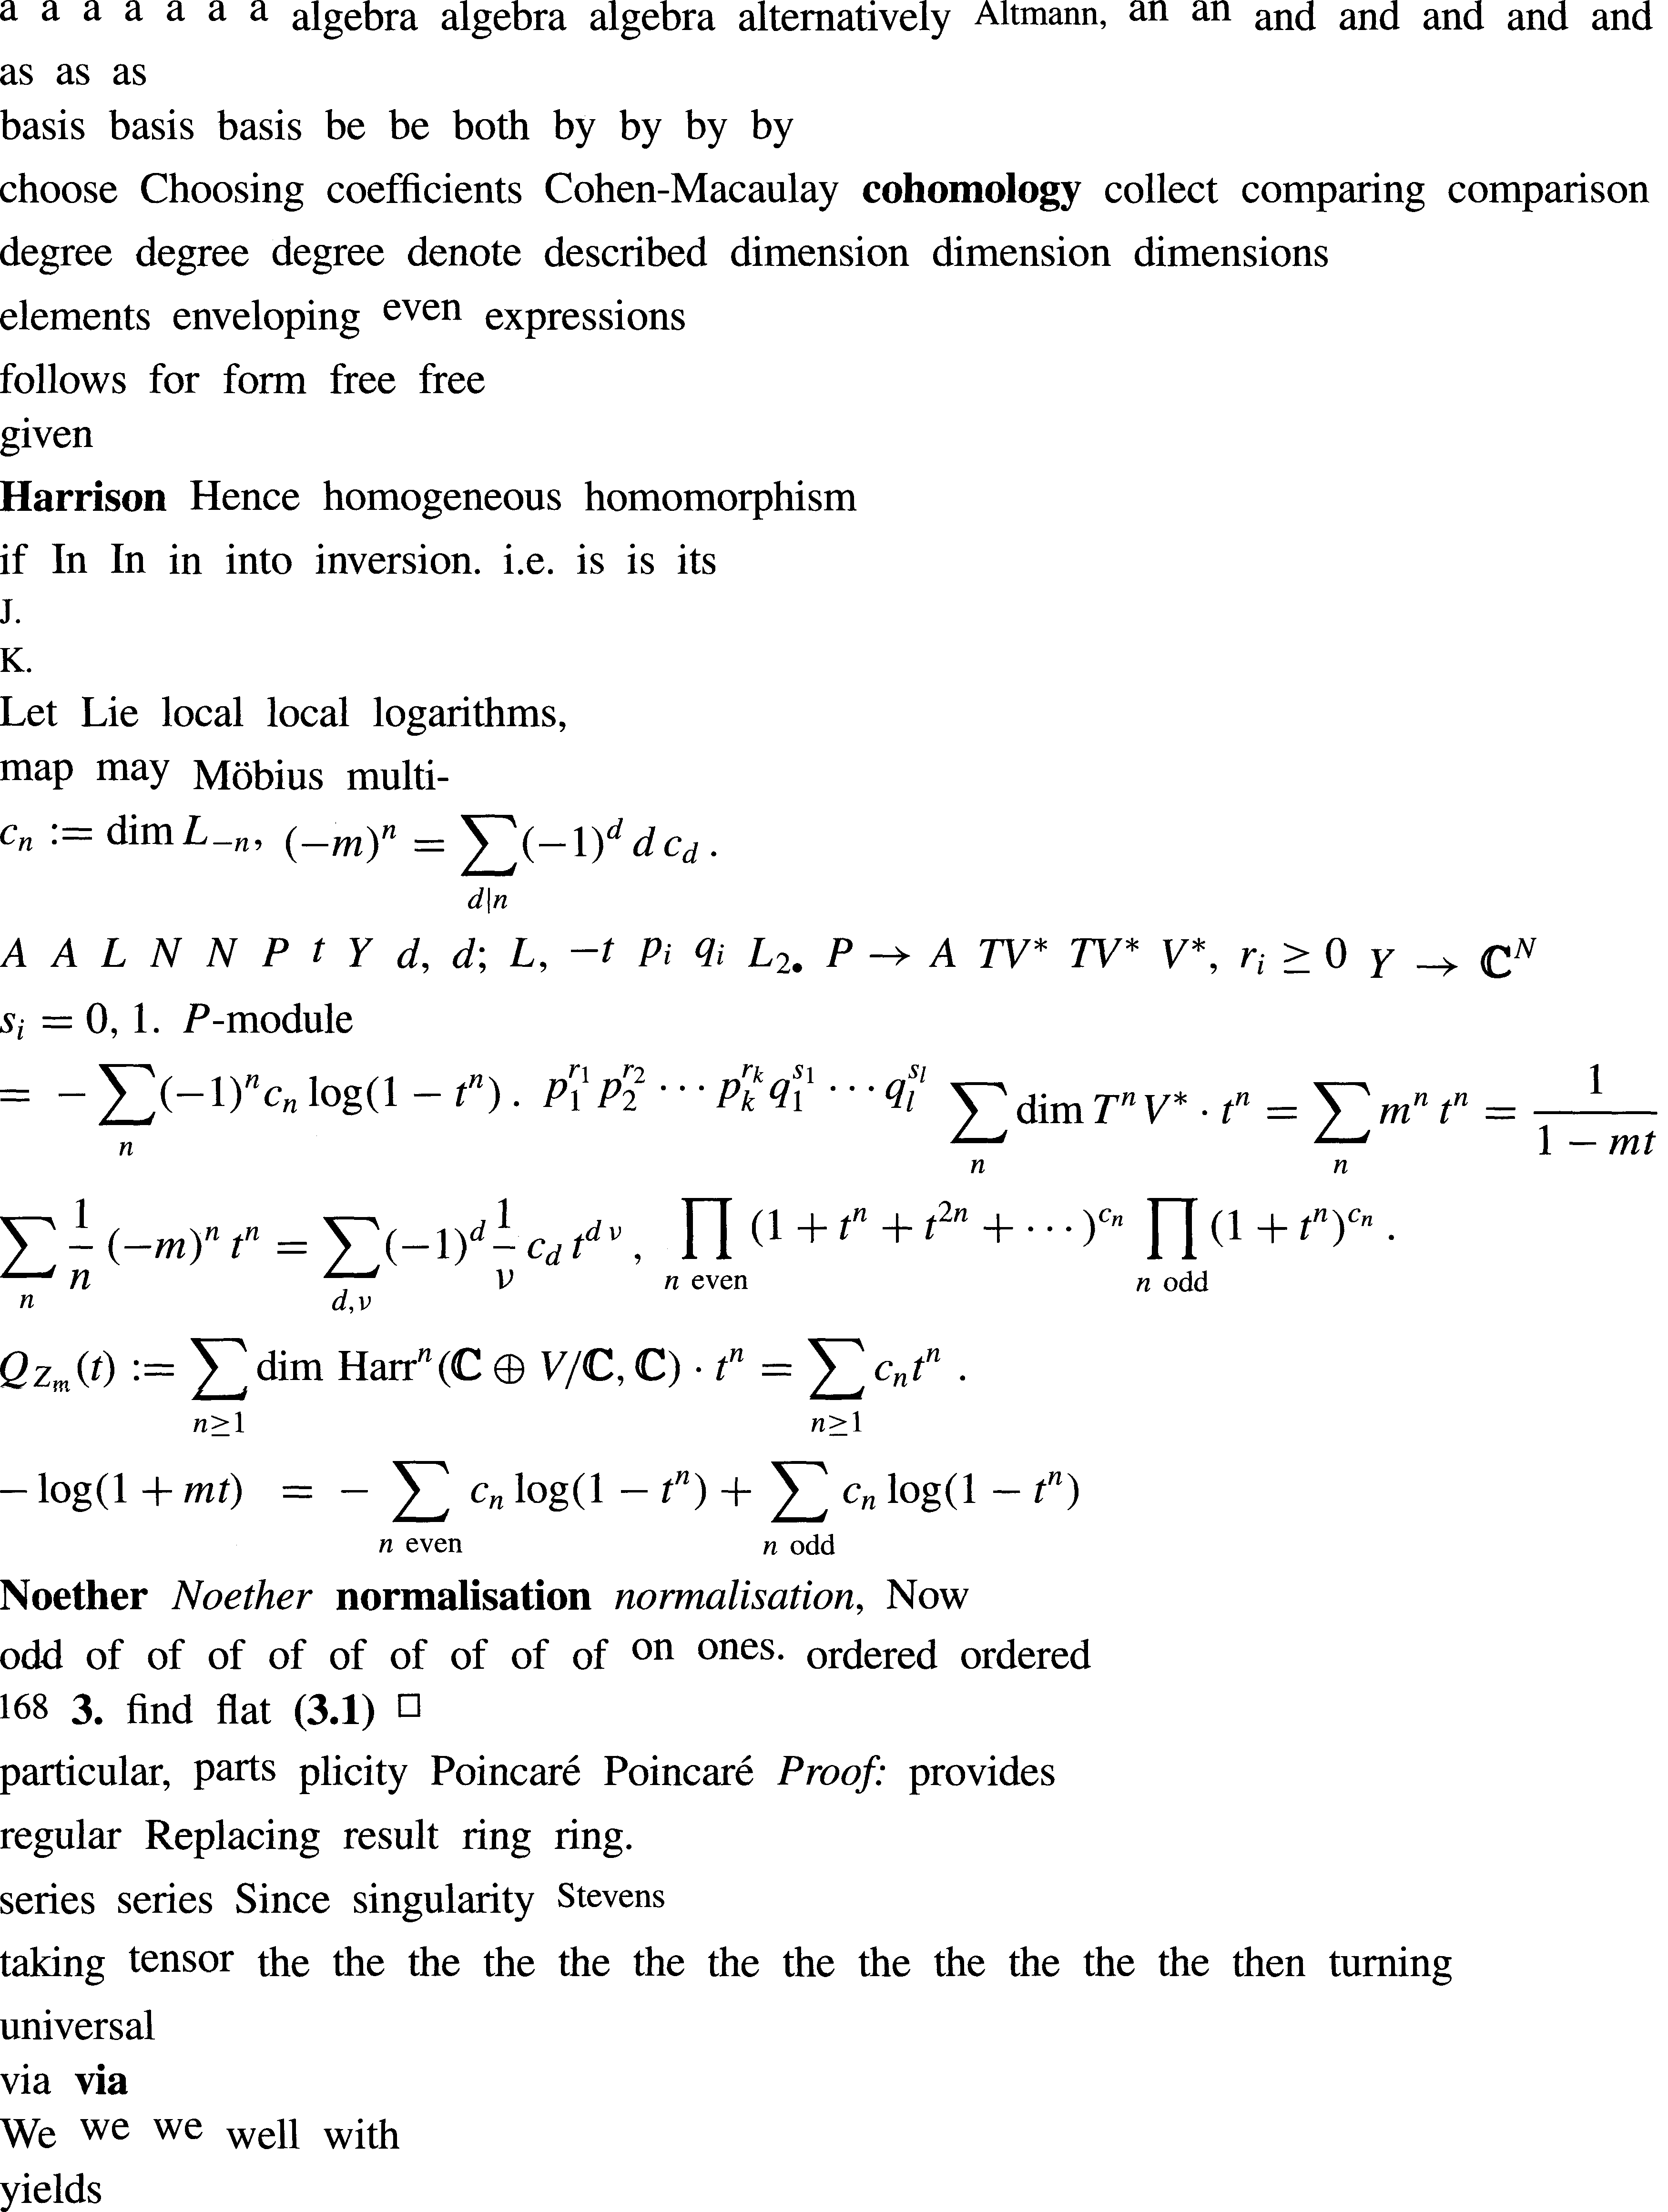 a a a a a a a algebra algebra algebra alternatively Altmann, an an and and and and and
as as as
basis basis basis be be both by by by by
choose Choosing coefficients Cohen-Macaulay cohomology collect comparing comparison
degree degree degree denote described dimension dimension dimensions
elements enveloping even expressions
follows for form free free
given
Harrison Hence homogeneous homomorphism
if In In in into inversion. i.e. is is its
J.
K.
Let Lie local local logarithms,
map may Möbius multi-
$c_n := \dim L_{-n},$ $(-m)^n = \sum_{d|n} (-1)^d \, d \, c_d \, .$
A A L N N P t Y d, d; L, −t $p_i$ $q_i$ $L_2$. P → A TV* TV* V*, $r_i \geq 0$ $Y \to \mathbb{C}^N$
$s_i = 0, 1.$ P-module
$= -\sum_n (-1)^n c_n \log(1 - t^n) \, .$ $p_1^{r_1} p_2^{r_2} \cdots p_k^{r_k} q_1^{s_1} \cdots q_l^{s_l}$ $\sum_n \dim T^n V^* \cdot t^n = \sum_n m^n t^n = \frac{1}{1 - mt}$
$\sum_n \frac{1}{n} (-m)^n t^n = \sum_{d,\nu} (-1)^d \frac{1}{\nu} c_d \, t^{d\nu} \, ,$ $\prod_{n \text{ even}} (1 + t^n + t^{2n} + \cdots)^{c_n}$ $\prod_{n \text{ odd}} (1 + t^n)^{c_n} \, .$
$Q_{Z_m}(t) := \sum_{n \geq 1} \dim \text{Harr}^n(\mathbb{C} \oplus V/\mathbb{C}, \mathbb{C}) \cdot t^n = \sum_{n \geq 1} c_n t^n \, .$
$-\log(1 + mt) = -\sum_{n \text{ even}} c_n \log(1 - t^n) + \sum_{n \text{ odd}} c_n \log(1 - t^n)$
Noether Noether normalisation normalisation, Now
odd of of of of of of of of of on ones. ordered ordered
168 3. find flat (3.1) □
particular, parts plicity Poincaré Poincaré Proof: provides
regular Replacing result ring ring.
series series Since singularity Stevens
taking tensor the the the the the the the the the the the the the then turning
universal
via via
We we we well with
yields